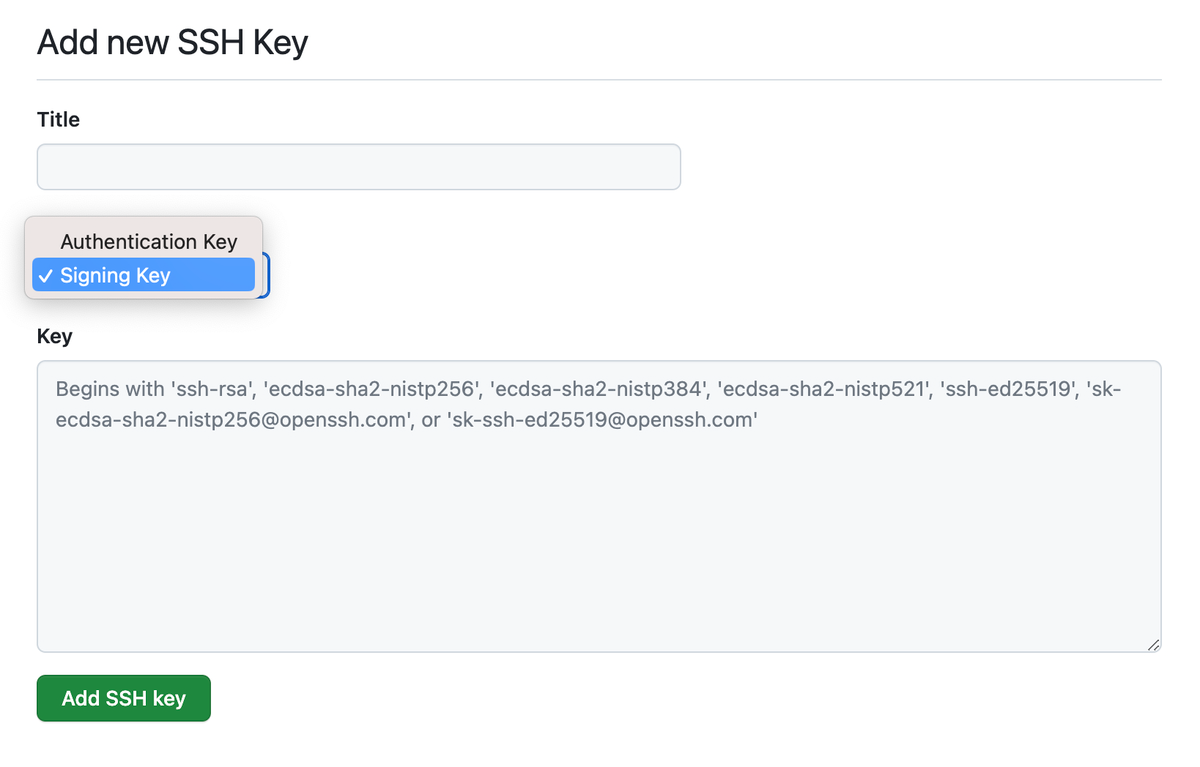 Add new SSH Key
Title
Authentication Key
✓ Signing Key
Key
Begins with 'ssh-rsa', 'ecdsa-sha2-nistp256', 'ecdsa-sha2-nistp384', 'ecdsa-sha2-nistp521', 'ssh-ed25519', 'sk-
ecdsa-sha2-nistp256@openssh.com', or 'sk-ssh-ed25519@openssh.com'
Add SSH key